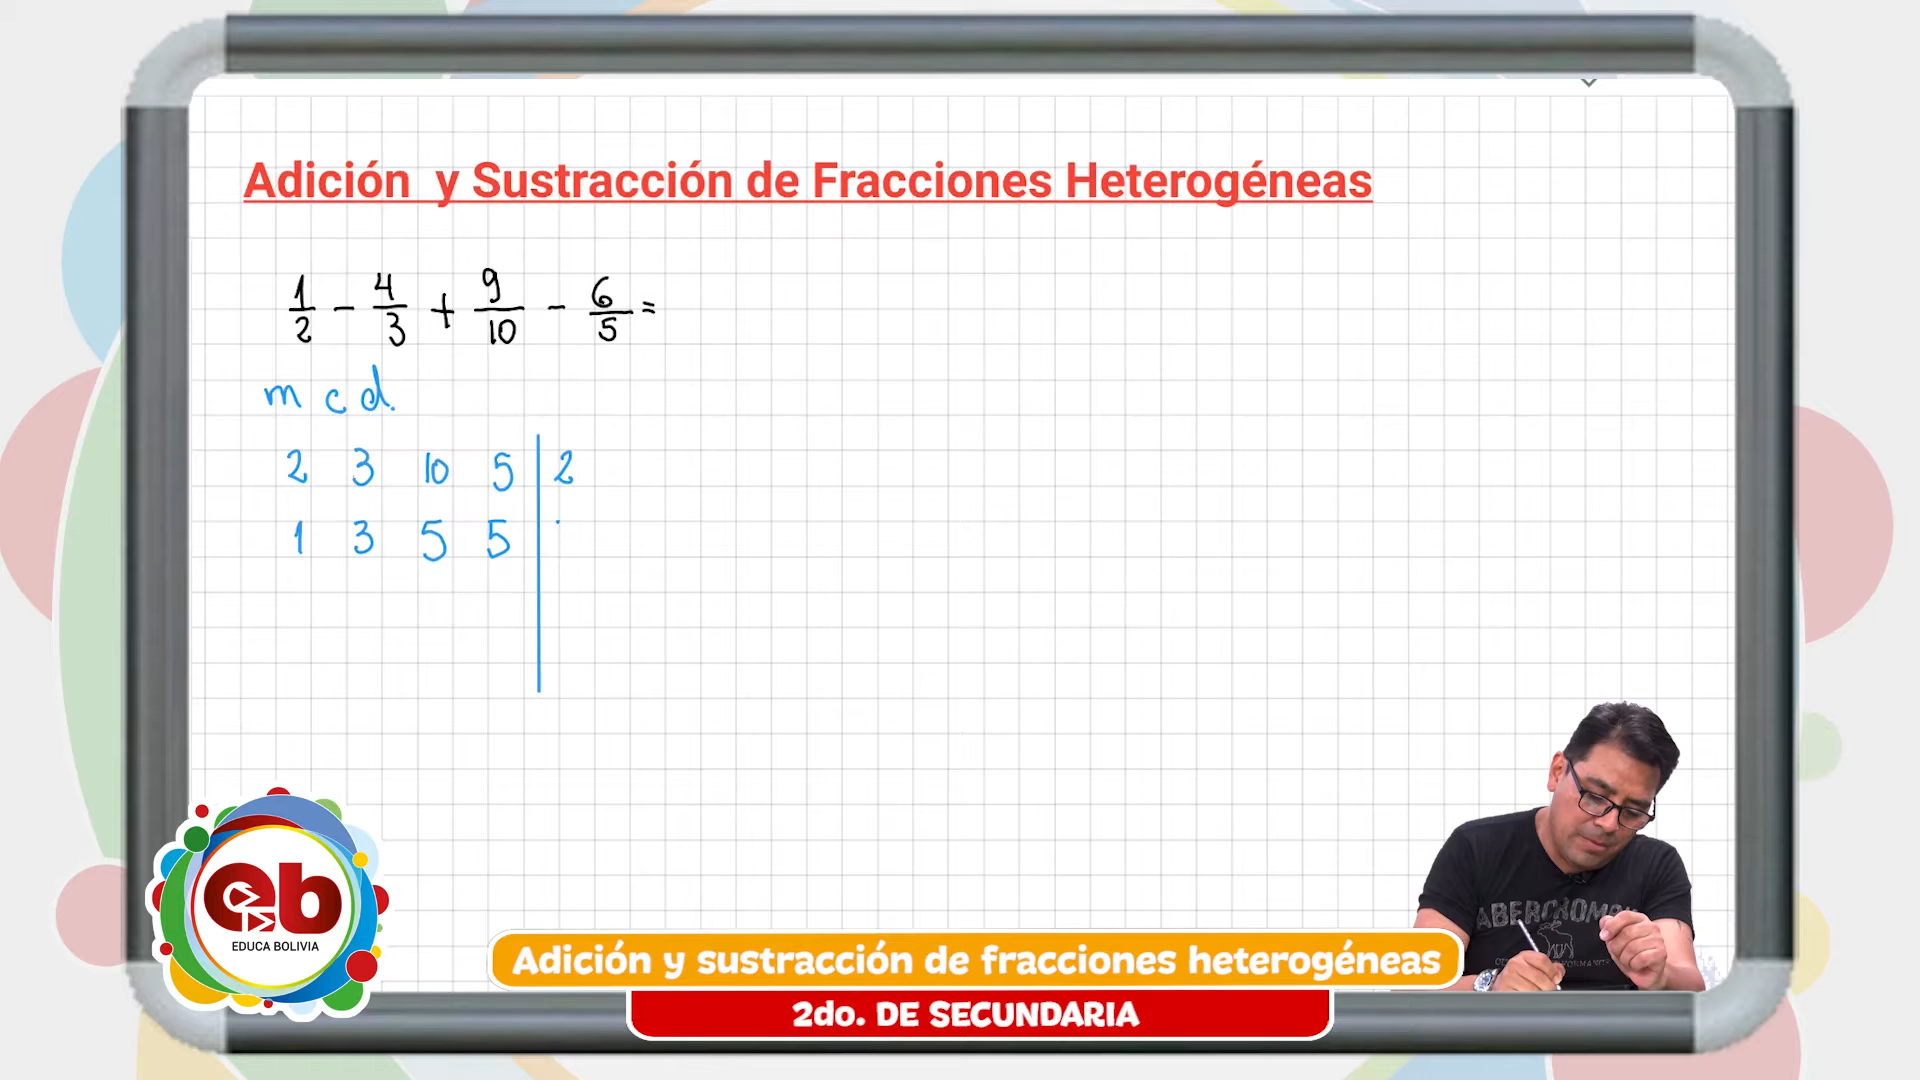 Adición y Sustracción de Fracciones Heterogéneas
1/2 - 4/3 + 9/10 - 6/5 =
m c d.
2 3 10 5 | 2
1 3 5 5 |
eb
EDUCA BOLIVIA
Adición y sustracción de fracciones heterogéneas
2do. DE SECUNDARIA